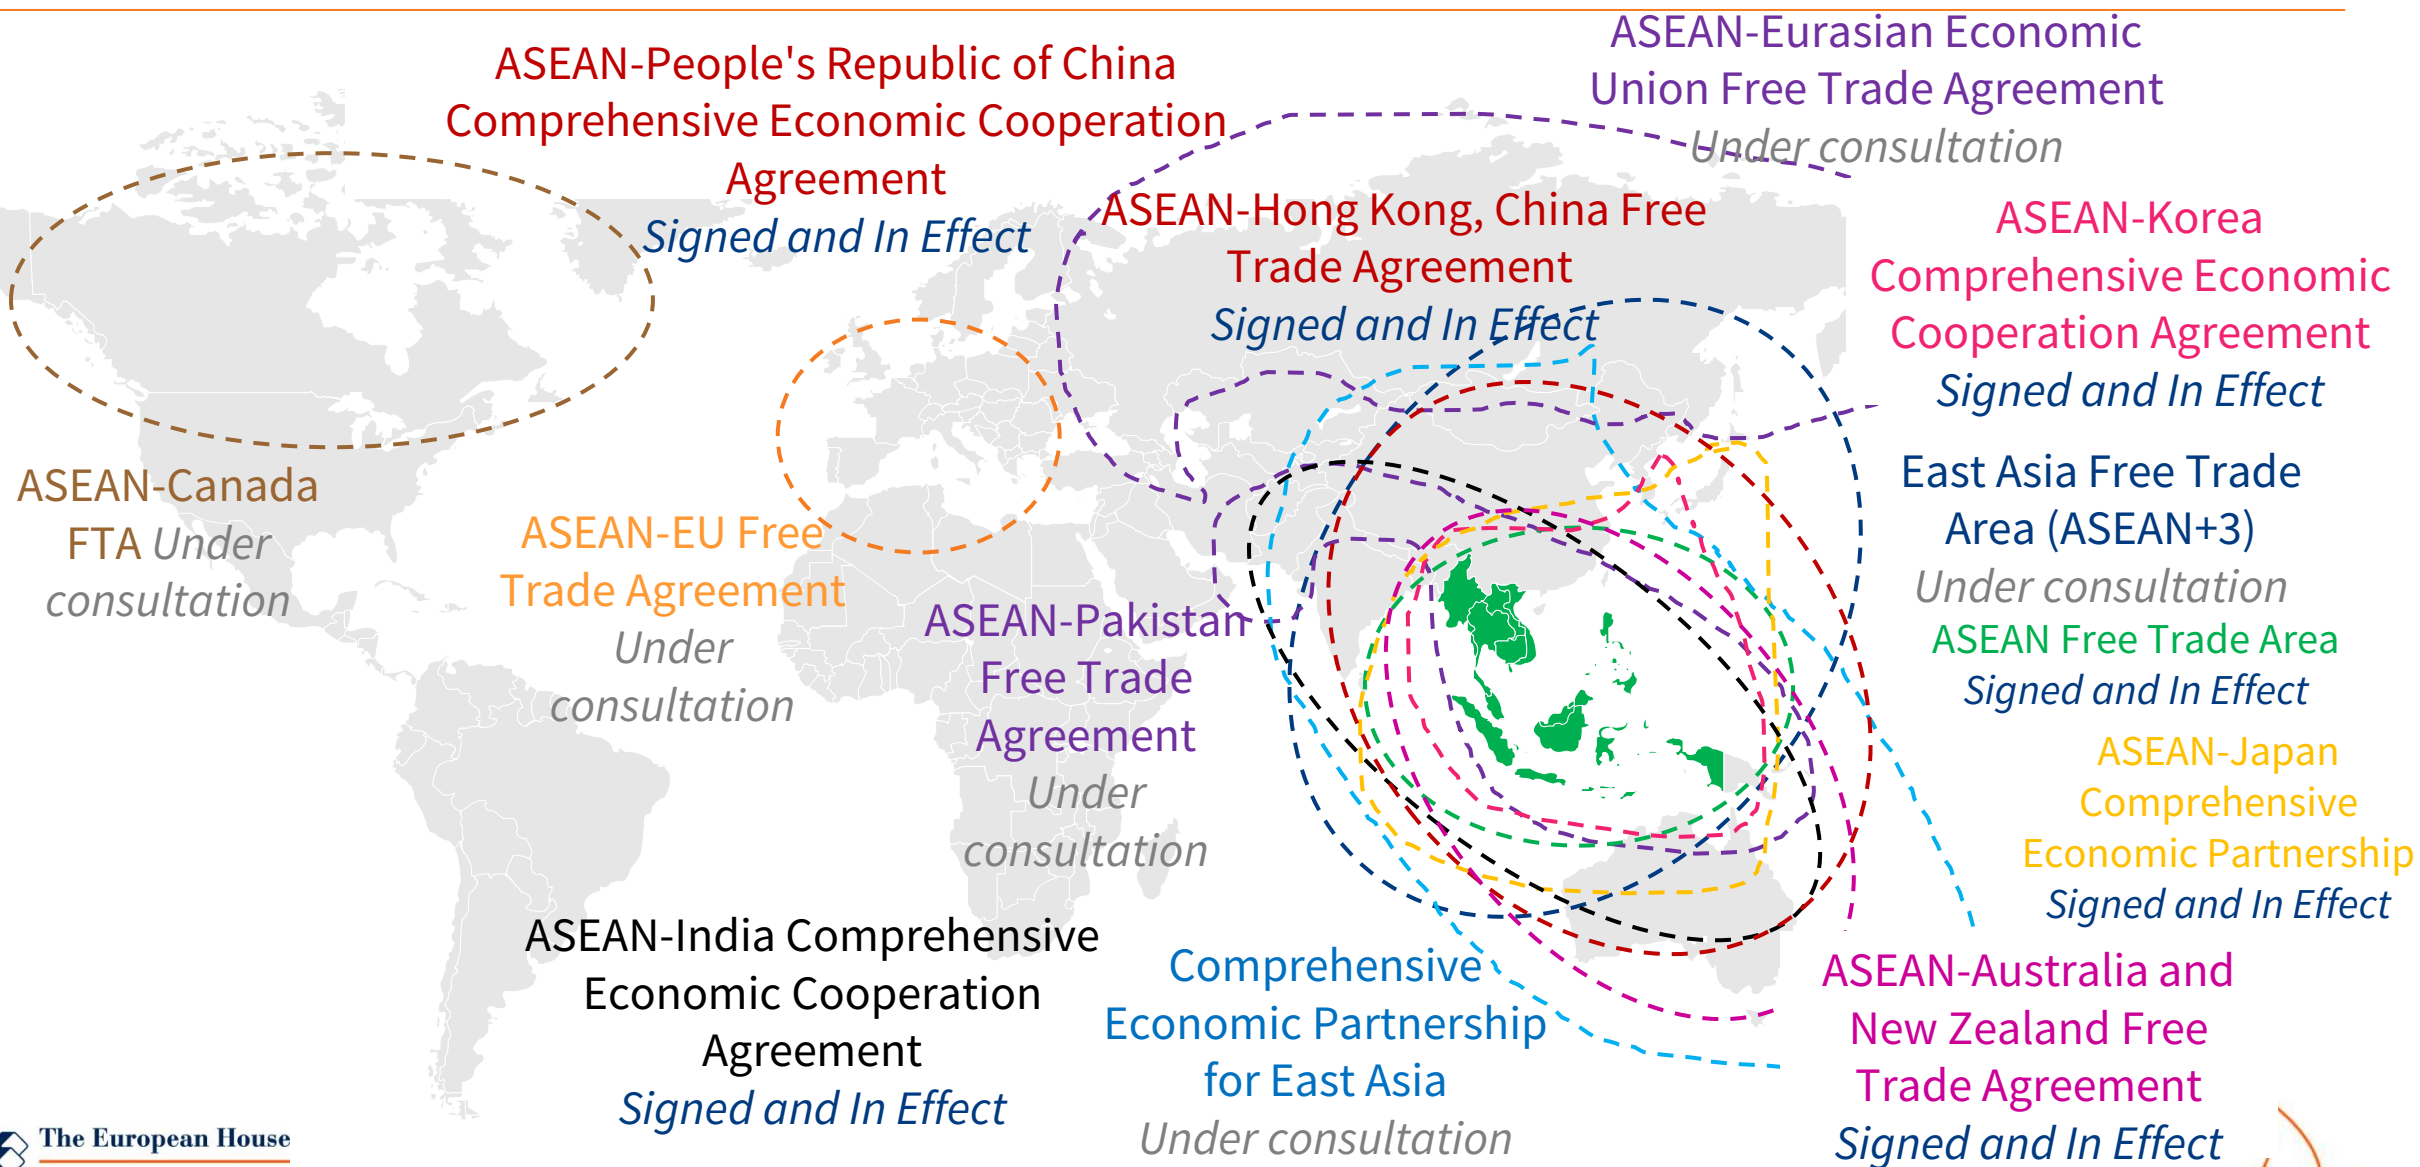 ASEAN-People's Republic of China
Comprehensive Economic Cooperation
Agreement
Signed and In Effect
ASEAN-Eurasian Economic
Union Free Trade Agreement
Under consultation
ASEAN-Hong Kong, China Free
Trade Agreement
Signed and In Effect
ASEAN-Korea
Comprehensive Economic
Cooperation Agreement
Signed and In Effect
ASEAN-Canada
FTA Under
consultation
ASEAN-EU Free
Trade Agreement
Under
consultation
East Asia Free Trade
Area (ASEAN+3)
Under consultation
ASEAN Free Trade Area
Signed and In Effect
ASEAN-Pakistan
Free Trade
Agreement
Under
consultation
ASEAN-Japan
Comprehensive
Economic Partnership
Signed and In Effect
ASEAN-India Comprehensive
Economic Cooperation
Agreement
Signed and In Effect
Comprehensive
Economic Partnership
for East Asia
Under consultation
ASEAN-Australia and
New Zealand Free
Trade Agreement
Signed and In Effect
The European House